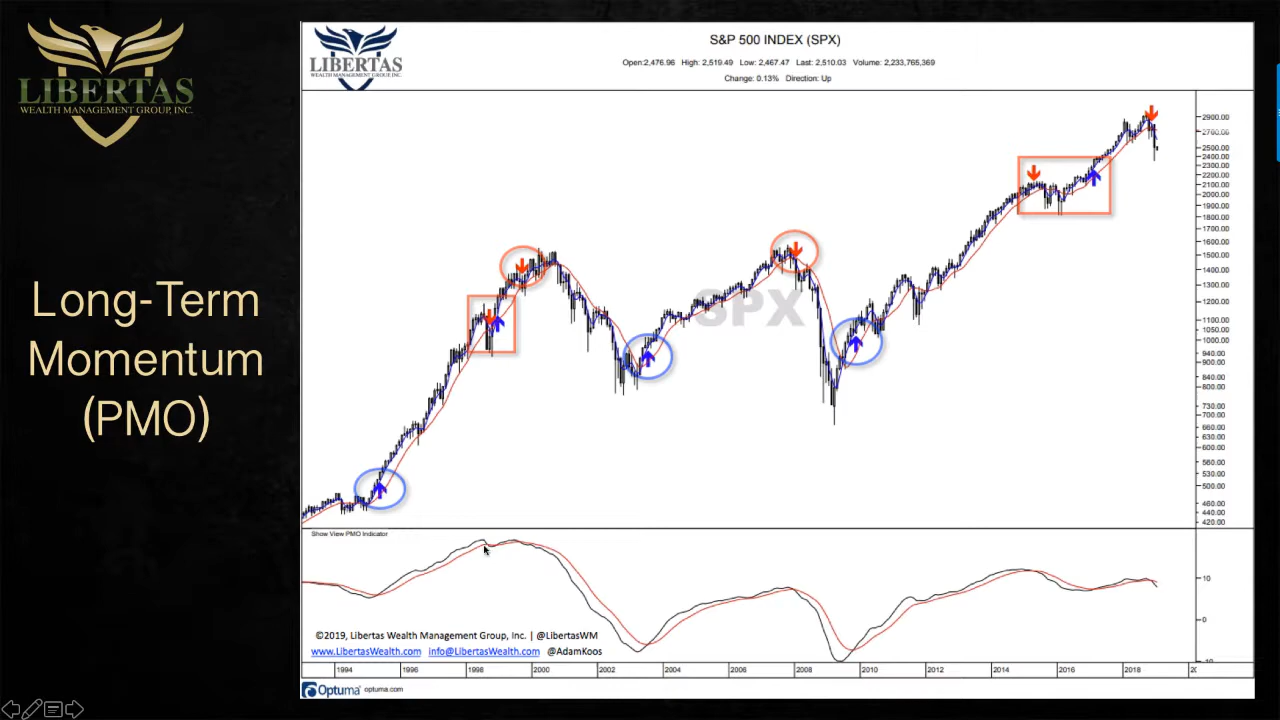 LIBERTAS
WEALTH MANAGEMENT GROUP, INC.
Long-Term
Momentum
(PMO)
LIBERTAS
WEALTH MANAGEMENT GROUP, INC.
S&P 500 INDEX (SPX)
Open:2,476.96 High: 2,519.49 Low: 2,467.47 Last: 2,510.03 Volume: 2,233,765,369
Change: 0.13% Direction: Up
SPX
2900.00
2700.00
2500.00
2400.00
2300.00
2200.00
2100.00
2000.00
1900.00
1800.00
1700.00
1600.00
1500.00
1400.00
1300.00
1200.00
1100.00
1050.00
1000.00
940.00
900.00
840.00
800.00
730.00
700.00
660.00
630.00
600.00
560.00
530.00
500.00
460.00
440.00
420.00
Show View PMO Indicator
10
0
-10
©2019, Libertas Wealth Management Group, Inc. | @LibertasWM
www.LibertasWealth.com info@LibertasWealth.com @AdamKoos
1994 1996 1998 2000 2002 2004 2006 2008 2010 2012 2014 2016 2018
Optuma optuma.com